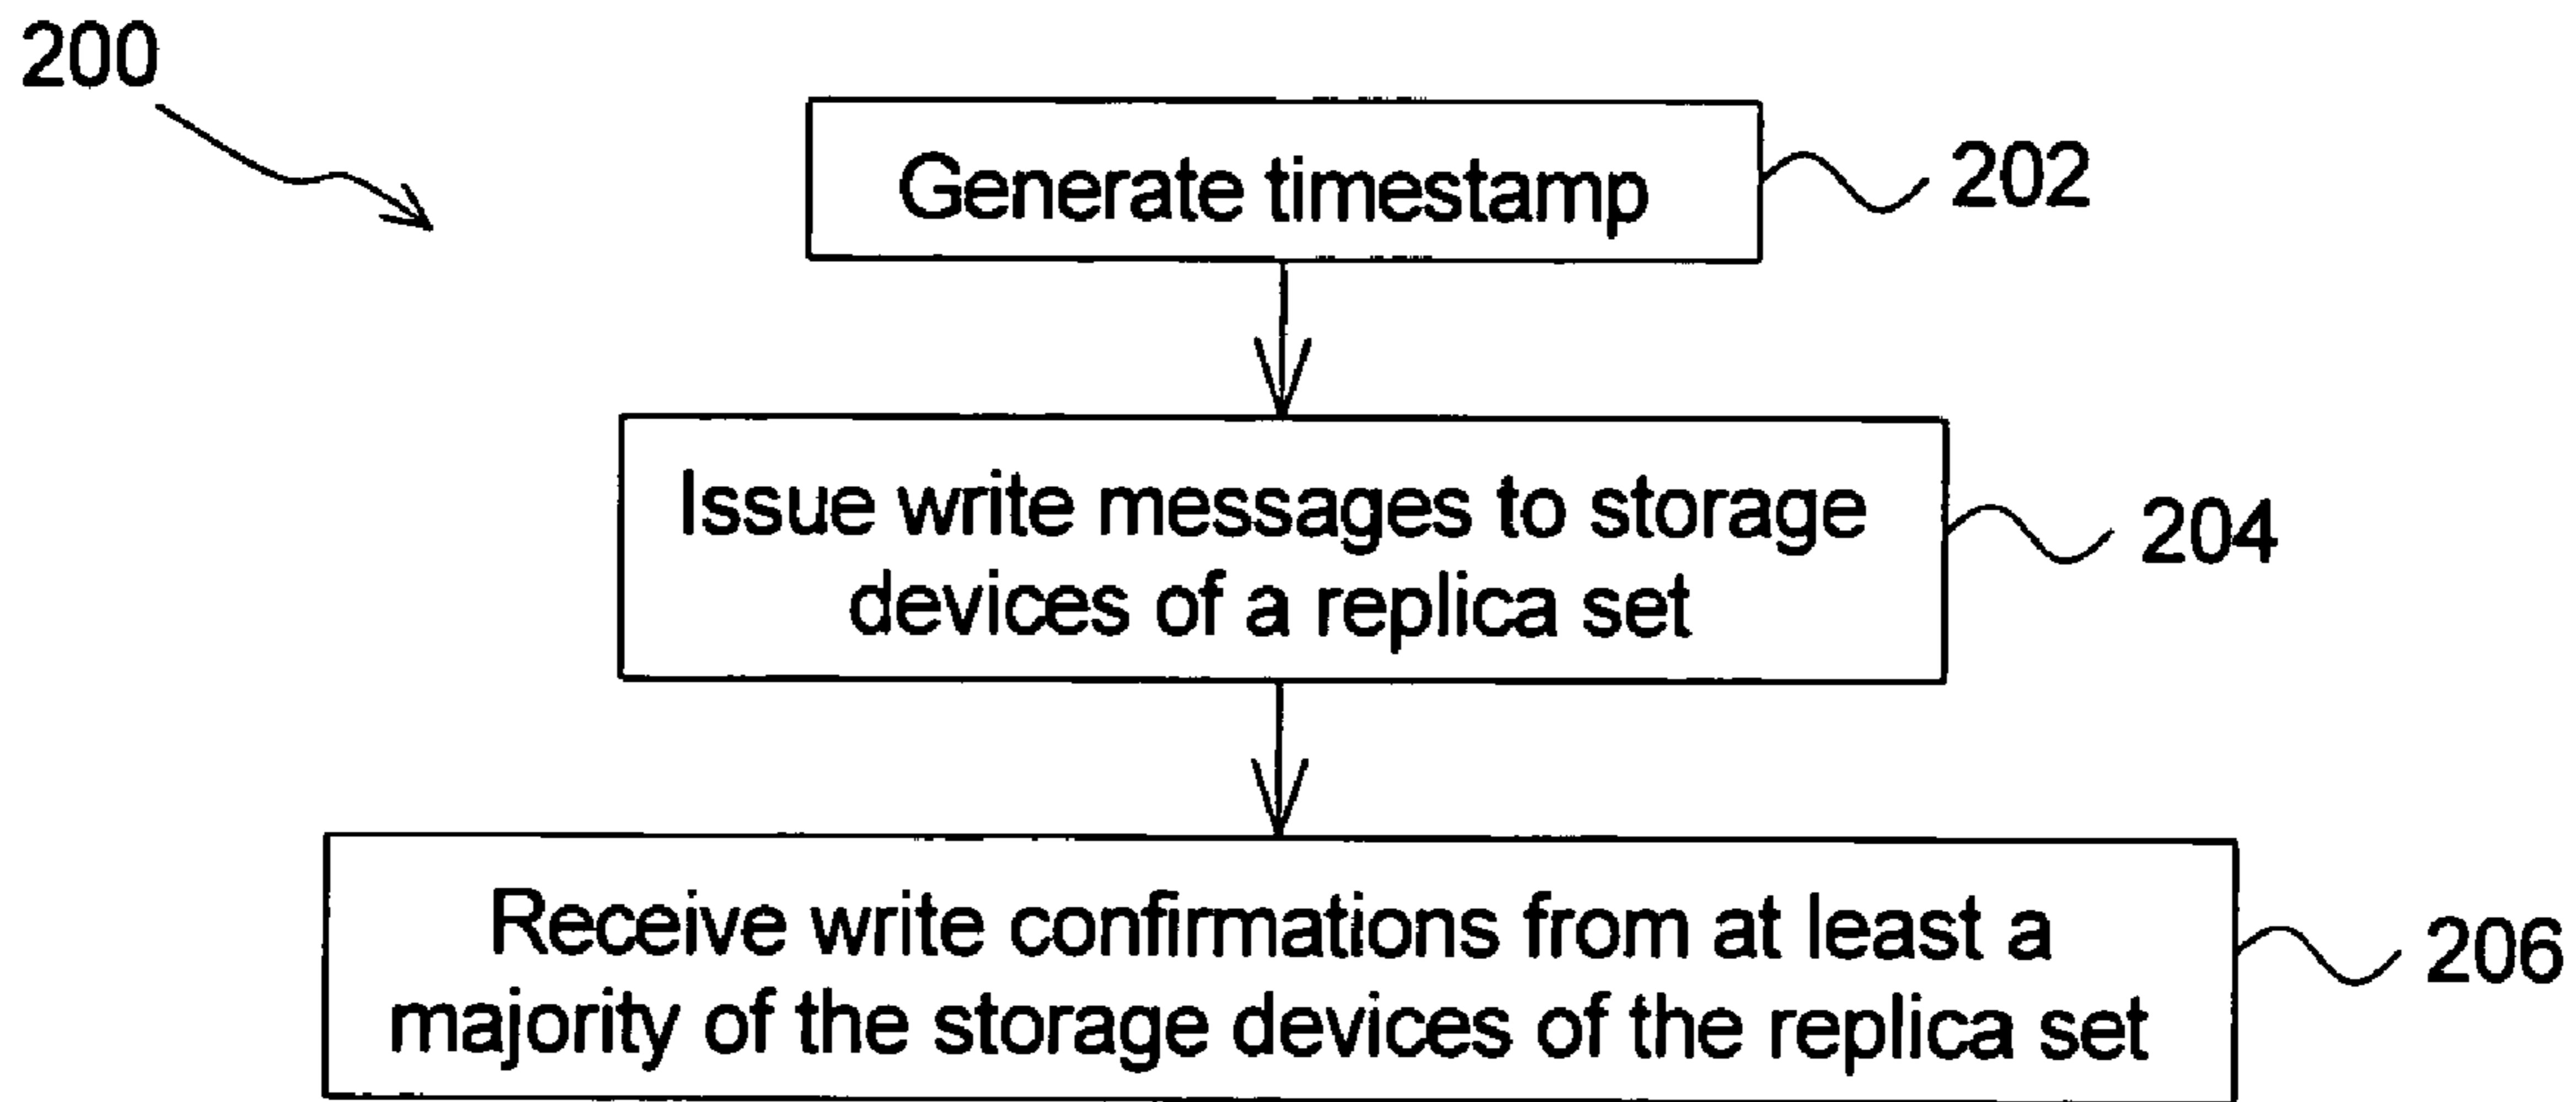 200
Generate timestamp
202
Issue write messages to storage
devices of a replica set
204
Receive write confirmations from at least a
majority of the storage devices of the replica set
206